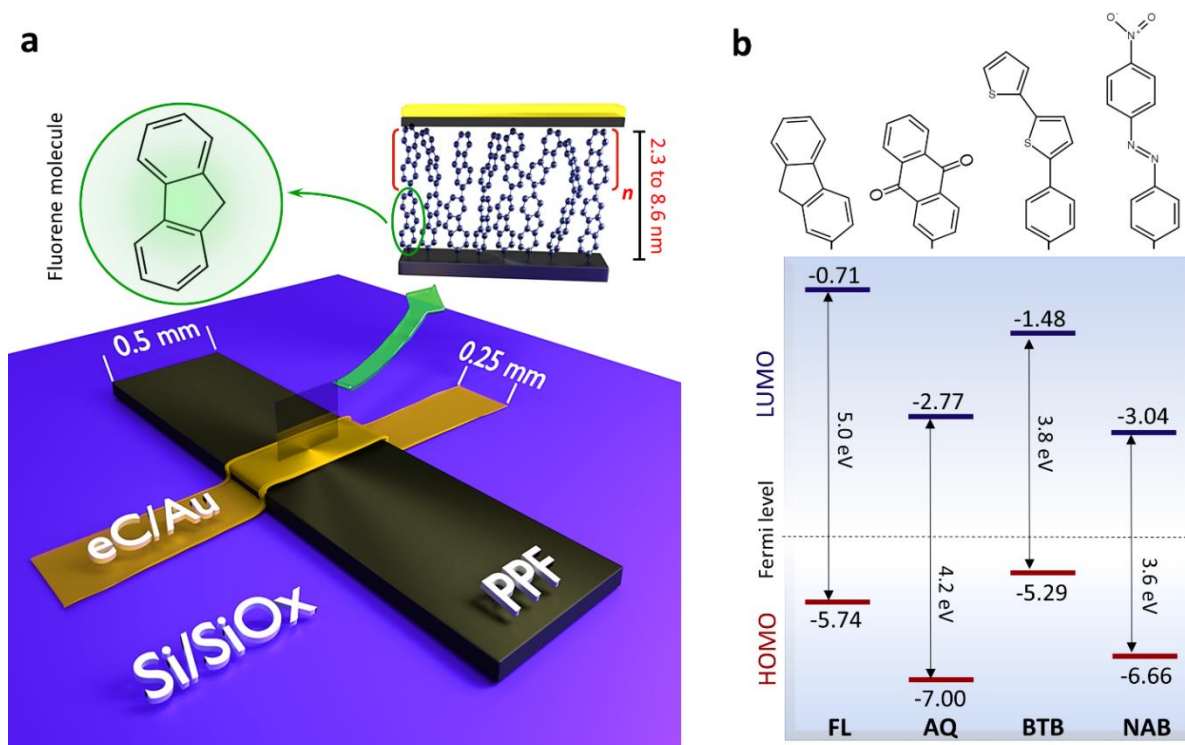 a
Fluorene molecule
n
2.3 to 8.6 nm
0.5 mm
0.25 mm
eC/Au
PPF
Si/SiOx
b
O⁻
N⁺
O
O
O
S
S
N
N
LUMO
Fermi level
HOMO
-0.71
5.0 eV
-5.74
-2.77
4.2 eV
-7.00
-1.48
3.8 eV
-5.29
-3.04
3.6 eV
-6.66
FL AQ BTB NAB